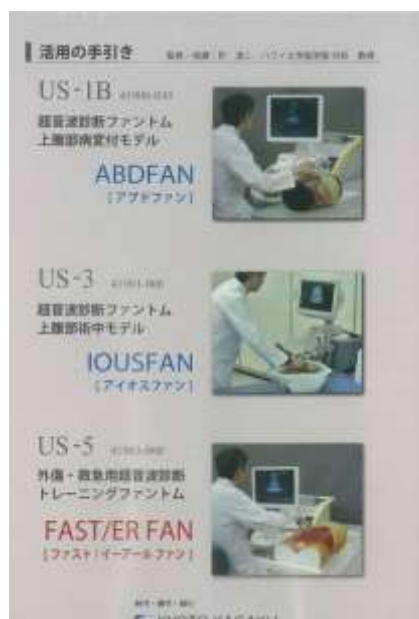 活用の手引き
US-1B
超音波診断ファントム
上腹部病変付モデル
ABDFAN
[アブドファン]
US-3
超音波診断ファントム
上腹部術中モデル
IOUSFAN
[アイオスファン]
US-5
外傷・救急用超音波診断
トレーニングファントム
FAST/ER FAN
[ファスト/イーアールファン]
KYOTO KAGAKU